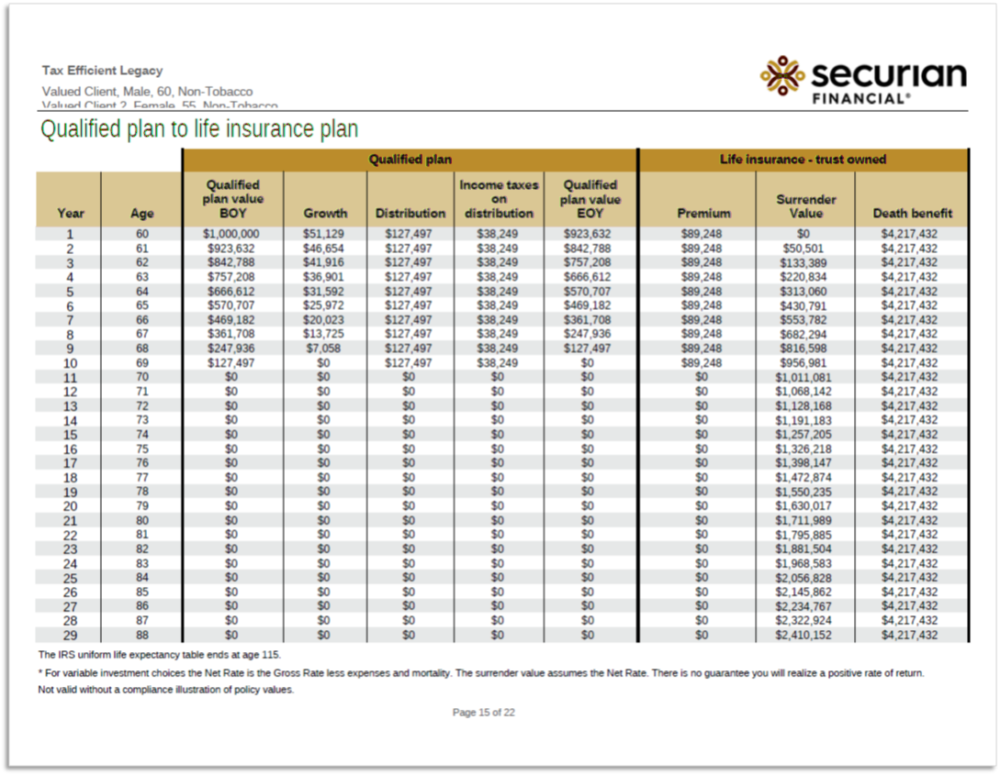 Tax Efficient Legacy
Valued Client, Male, 60, Non-Tobacco
Valued Client 2, Female, 55, Non-Tobacco
securian
FINANCIAL®
Qualified plan to life insurance plan
Qualified plan Life insurance - trust owned
Year Age Qualified plan value BOY Growth Distribution Income taxes on distribution Qualified plan value EOY Premium Surrender Value Death benefit
1 60 $1,000,000 $51,129 $127,497 $38,249 $923,632 $89,248 $0 $4,217,432
2 61 $923,632 $46,654 $127,497 $38,249 $842,788 $89,248 $50,501 $4,217,432
3 62 $842,788 $41,916 $127,497 $38,249 $757,208 $89,248 $133,389 $4,217,432
4 63 $757,208 $36,901 $127,497 $38,249 $666,612 $89,248 $220,834 $4,217,432
5 64 $666,612 $31,592 $127,497 $38,249 $570,707 $89,248 $313,060 $4,217,432
6 65 $570,707 $25,972 $127,497 $38,249 $469,182 $89,248 $430,791 $4,217,432
7 66 $469,182 $20,023 $127,497 $38,249 $361,708 $89,248 $553,782 $4,217,432
8 67 $361,708 $13,725 $127,497 $38,249 $247,936 $89,248 $682,294 $4,217,432
9 68 $247,936 $7,058 $127,497 $38,249 $127,497 $89,248 $816,598 $4,217,432
10 69 $127,497 $0 $127,497 $38,249 $0 $89,248 $956,981 $4,217,432
11 70 $0 $0 $0 $0 $0 $0 $1,011,081 $4,217,432
12 71 $0 $0 $0 $0 $0 $0 $1,068,142 $4,217,432
13 72 $0 $0 $0 $0 $0 $0 $1,128,168 $4,217,432
14 73 $0 $0 $0 $0 $0 $0 $1,191,183 $4,217,432
15 74 $0 $0 $0 $0 $0 $0 $1,257,205 $4,217,432
16 75 $0 $0 $0 $0 $0 $0 $1,326,218 $4,217,432
17 76 $0 $0 $0 $0 $0 $0 $1,398,147 $4,217,432
18 77 $0 $0 $0 $0 $0 $0 $1,472,874 $4,217,432
19 78 $0 $0 $0 $0 $0 $0 $1,550,235 $4,217,432
20 79 $0 $0 $0 $0 $0 $0 $1,630,017 $4,217,432
21 80 $0 $0 $0 $0 $0 $0 $1,711,989 $4,217,432
22 81 $0 $0 $0 $0 $0 $0 $1,795,885 $4,217,432
23 82 $0 $0 $0 $0 $0 $0 $1,881,504 $4,217,432
24 83 $0 $0 $0 $0 $0 $0 $1,968,583 $4,217,432
25 84 $0 $0 $0 $0 $0 $0 $2,056,828 $4,217,432
26 85 $0 $0 $0 $0 $0 $0 $2,145,862 $4,217,432
27 86 $0 $0 $0 $0 $0 $0 $2,234,767 $4,217,432
28 87 $0 $0 $0 $0 $0 $0 $2,322,924 $4,217,432
29 88 $0 $0 $0 $0 $0 $0 $2,410,152 $4,217,432
The IRS uniform life expectancy table ends at age 115.
* For variable investment choices the Net Rate is the Gross Rate less expenses and mortality. The surrender value assumes the Net Rate. There is no guarantee you will realize a positive rate of return.
Not valid without a compliance illustration of policy values.
Page 15 of 22